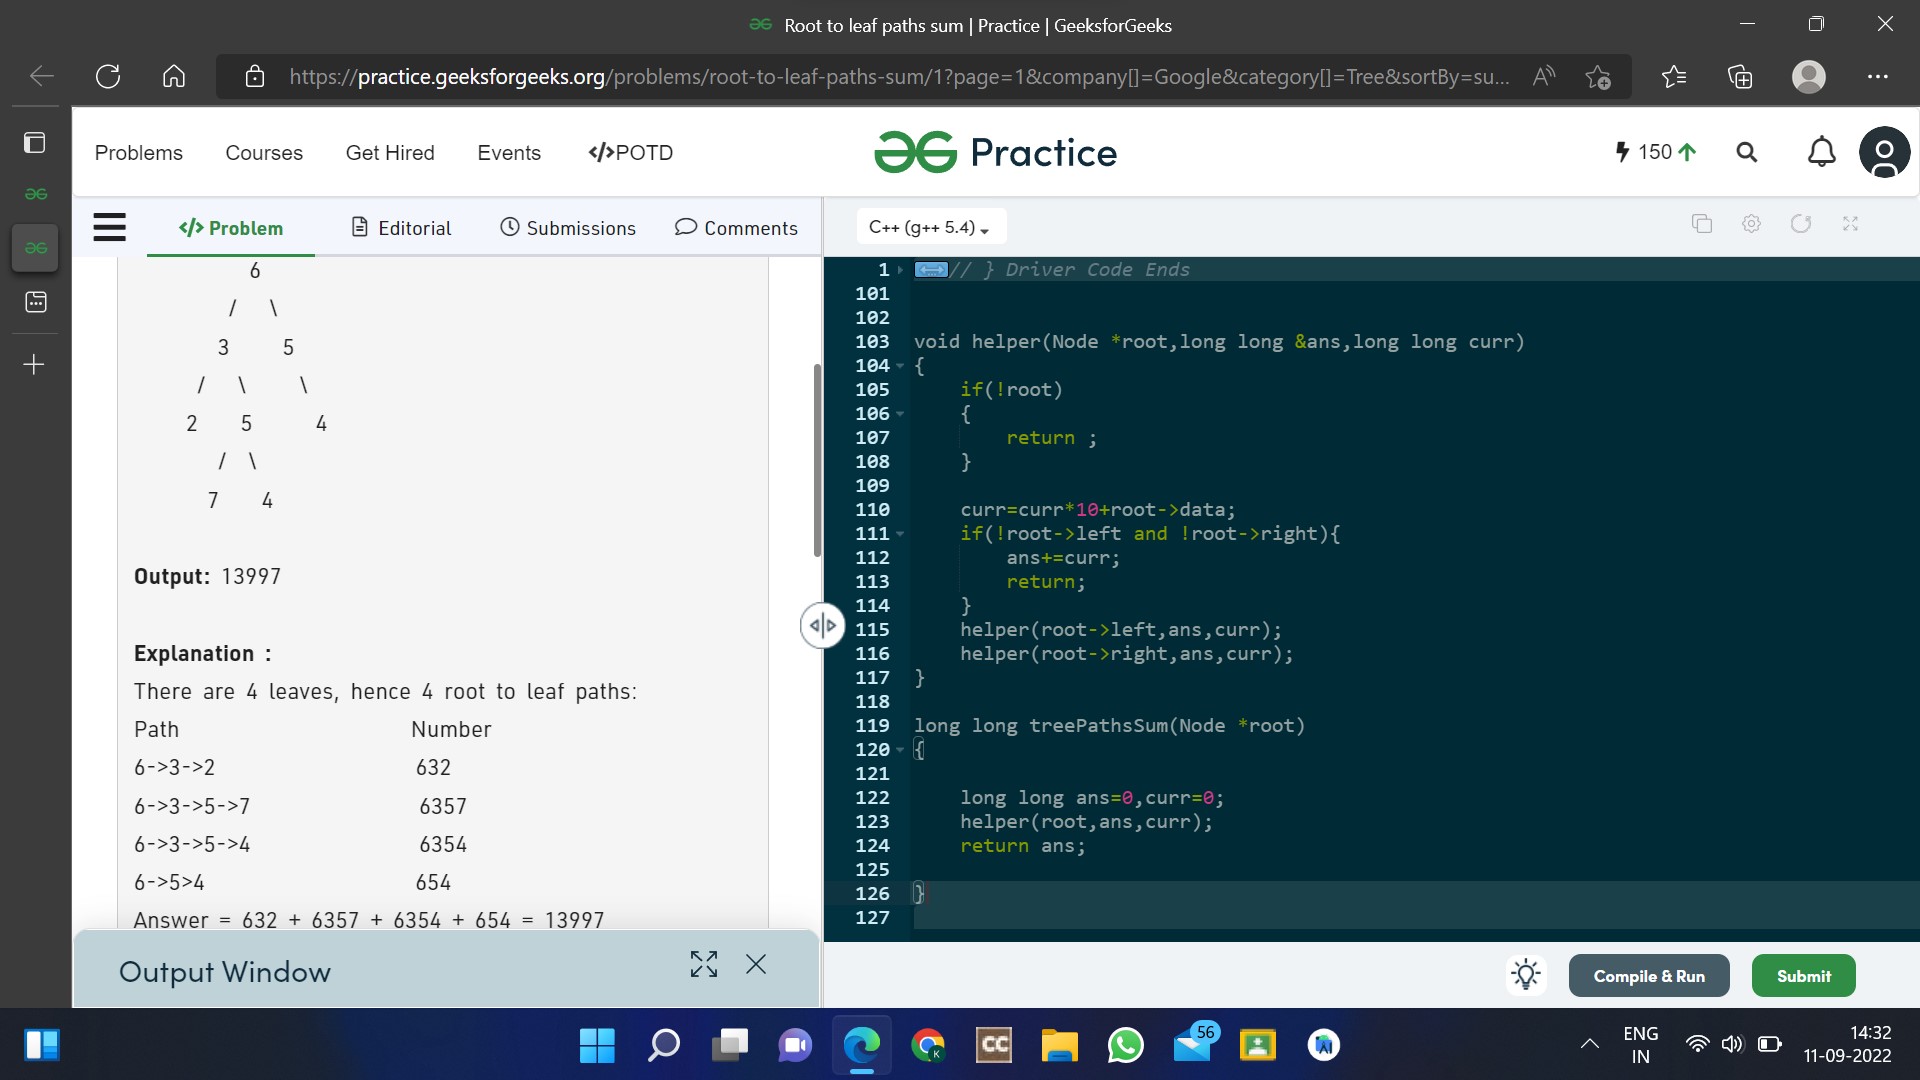 Root to leaf paths sum | Practice | GeeksforGeeks
https://practice.geeksforgeeks.org/problems/root-to-leaf-paths-sum/1?page=1&company[]=Google&category[]=Tree&sortBy=su...
Problems Courses Get Hired Events </>POTD
Practice
150
</> Problem Editorial Submissions Comments
6
/ \
3 5
/ \ \
2 5 4
/ \
7 4
Output: 13997
Explanation :
There are 4 leaves, hence 4 root to leaf paths:
Path Number
6->3->2 632
6->3->5->7 6357
6->3->5->4 6354
6->5>4 654
Answer = 632 + 6357 + 6354 + 654 = 13997
Output Window
C++ (g++ 5.4)
1 // } Driver Code Ends
101
102
103 void helper(Node *root,long long &ans,long long curr)
104 {
105 if(!root)
106 {
107 return ;
108 }
109
110 curr=curr*10+root->data;
111 if(!root->left and !root->right){
112 ans+=curr;
113 return;
114 }
115 helper(root->left,ans,curr);
116 helper(root->right,ans,curr);
117 }
118
119 long long treePathsSum(Node *root)
120 {
121
122 long long ans=0,curr=0;
123 helper(root,ans,curr);
124 return ans;
125
126 }
127
Compile & Run Submit
K
CC
56
ENG
IN
14:32
11-09-2022